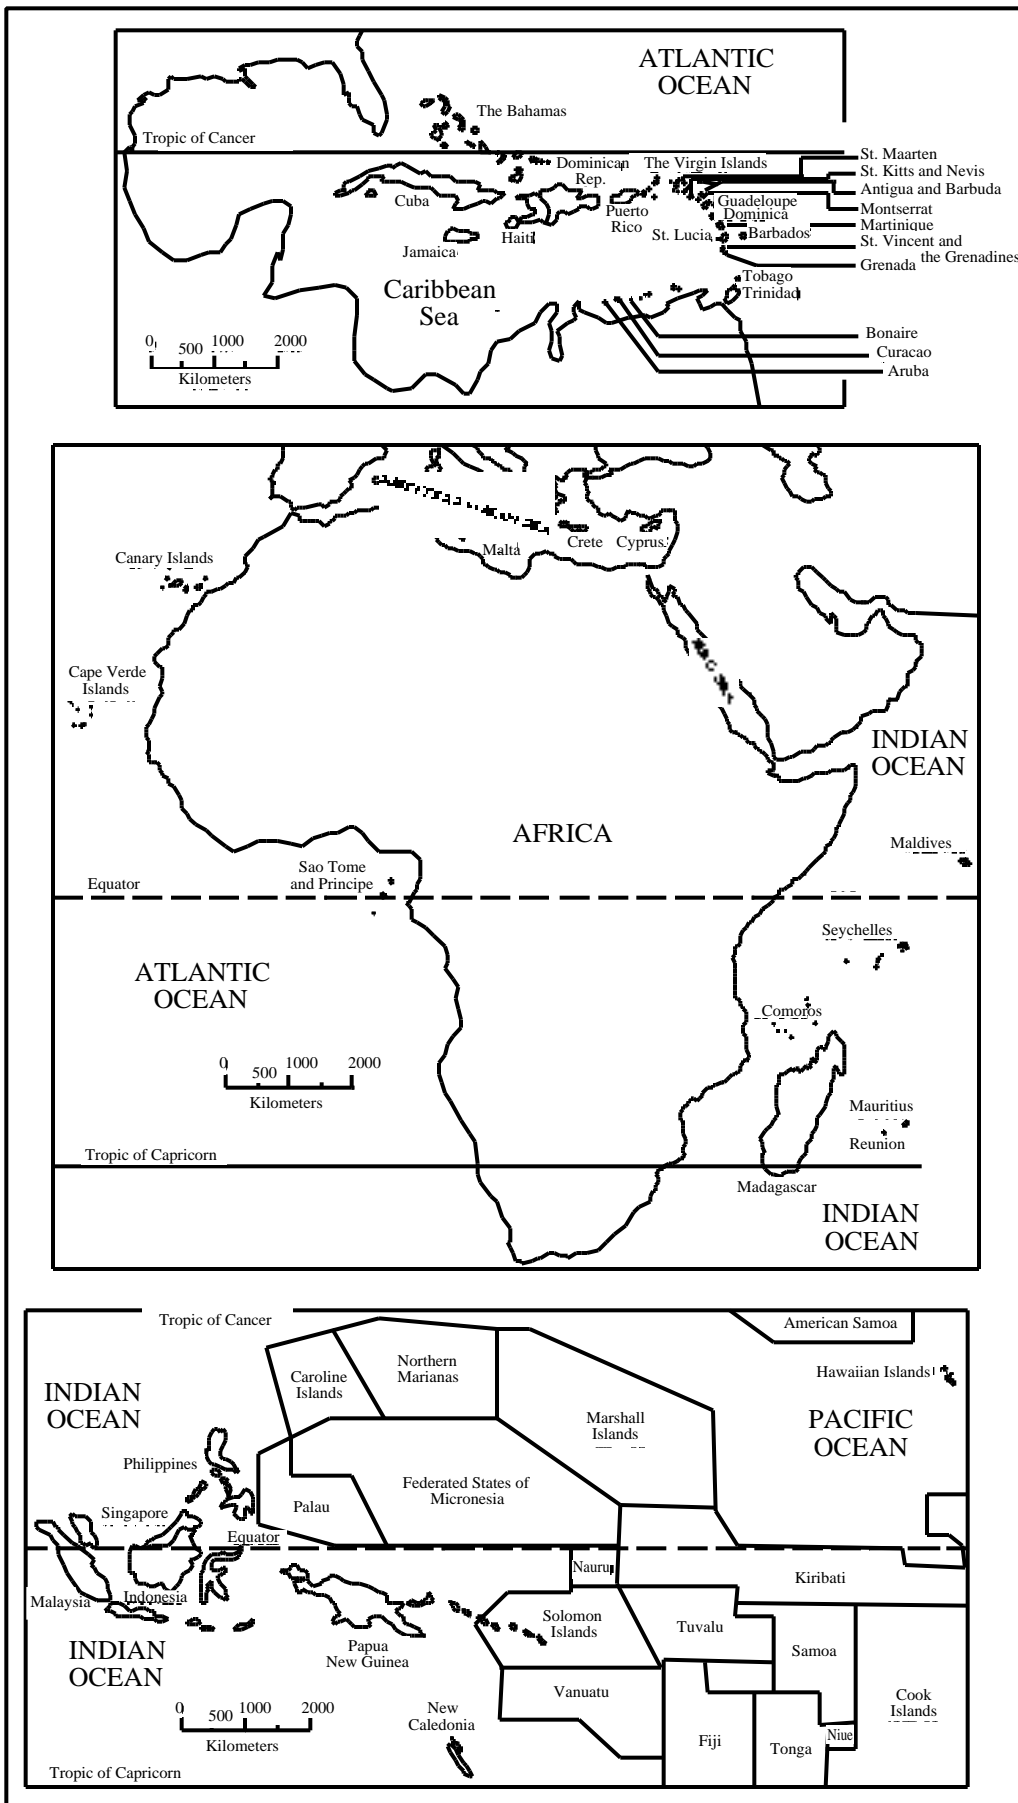 ATLANTIC
OCEAN
The Bahamas
Tropic of Cancer
Dominican
Rep.
The Virgin Islands
St. Maarten
St. Kitts and Nevis
Antigua and Barbuda
Montserrat
Martinique
St. Vincent and
the Grenadines
Grenada
Cuba
Puerto
Rico
Guadeloupe
Dominica
St. Lucia
Barbados
Haiti
Jamaica
Tobago
Trinidad
Caribbean
Sea
0 500 1000 2000
Kilometers
Bonaire
Curacao
Aruba
Malta
Crete
Cyprus
Canary Islands
Cape Verde
Islands
INDIAN
OCEAN
AFRICA
Maldives
Sao Tome
and Principe
Equator
Seychelles
ATLANTIC
OCEAN
Comoros
0 500 1000 2000
Kilometers
Mauritius
Reunion
Tropic of Capricorn
Madagascar
INDIAN
OCEAN
Tropic of Cancer
American Samoa
Northern
Marianas
Caroline
Islands
Hawaiian Islands
INDIAN
OCEAN
Marshall
Islands
PACIFIC
OCEAN
Philippines
Federated States of
Micronesia
Palau
Singapore
Equator
Nauru
Kiribati
Malaysia
Indonesia
Solomon
Islands
Tuvalu
Papua
New Guinea
Samoa
INDIAN
OCEAN
Vanuatu
Cook
Islands
New
Caledonia
0 500 1000 2000
Kilometers
Fiji
Tonga
Niue
Tropic of Capricorn